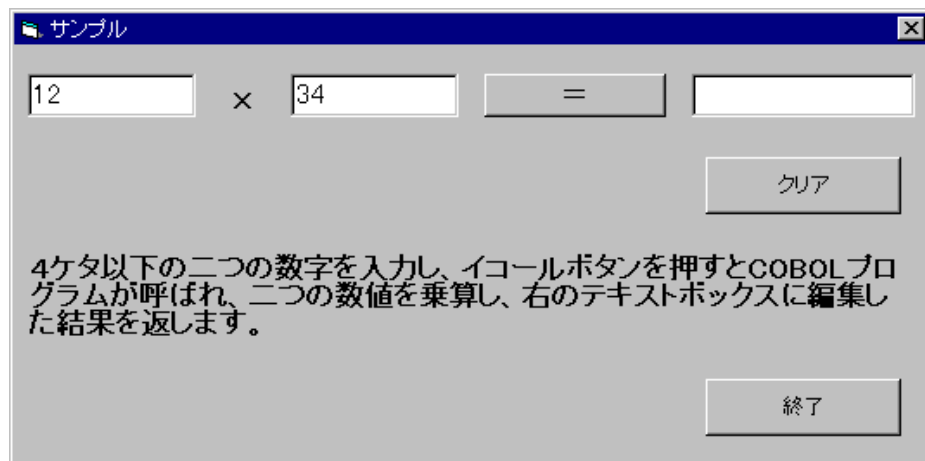 サンプル
12 × 34 =
クリア
4ケタ以下の二つの数字を入力し、イコールボタンを押すとCOBOLプロ
グラムが呼ばれ、二つの数値を乗算し、右のテキストボックスに編集し
た結果を返します。
終了